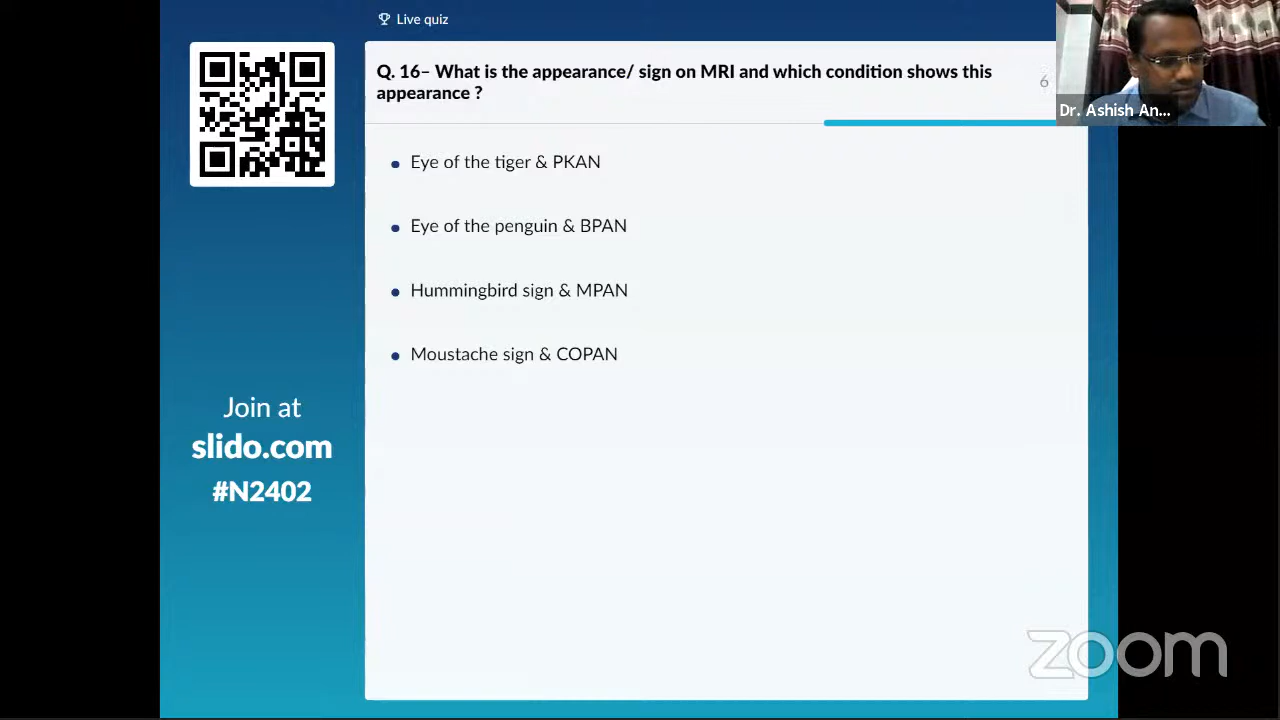 Live quiz
Q. 16– What is the appearance/ sign on MRI and which condition shows this
appearance ?
6
Dr. Ashish An...
Eye of the tiger & PKAN
Eye of the penguin & BPAN
Hummingbird sign & MPAN
Moustache sign & COPAN
Join at
slido.com
#N2402
zoom